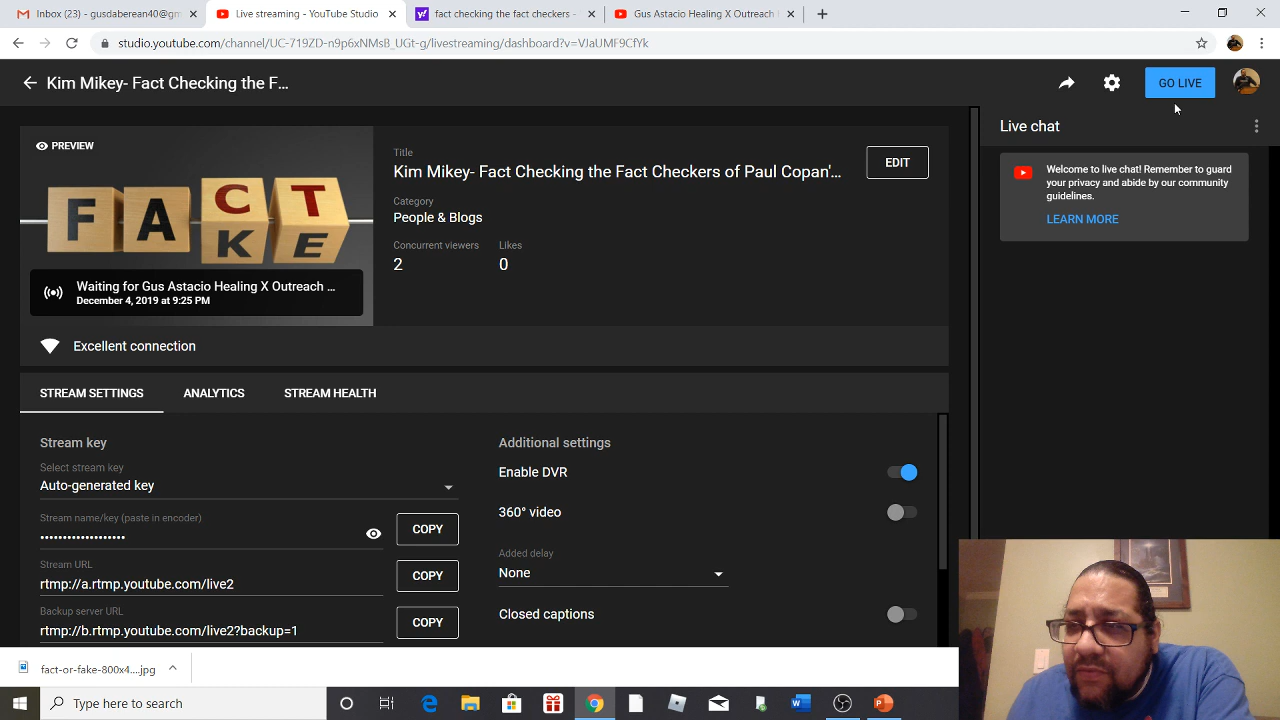 Inbox (23) - gusdaberean40@gm
Live streaming - YouTube Studio
fact checking the fact checkers -
Gus Astacio Healing X Outreach
studio.youtube.com/channel/UC-719ZD-n9p6xNMsB_UGt-g/livestreaming/dashboard?v=VJaUMF9CfYk
Kim Mikey- Fact Checking the F...
GO LIVE
PREVIEW
FACT
KE
Waiting for Gus Astacio Healing X Outreach ...
December 4, 2019 at 9:25 PM
Title
Kim Mikey- Fact Checking the Fact Checkers of Paul Copan'...
EDIT
Category
People & Blogs
Concurrent viewers
Likes
2
0
Live chat
Welcome to live chat! Remember to guard
your privacy and abide by our community
guidelines.
LEARN MORE
Excellent connection
STREAM SETTINGS
ANALYTICS
STREAM HEALTH
Stream key
Select stream key
Auto-generated key
Stream name/key (paste in encoder)
•••••••••••••••••••
COPY
Stream URL
rtmp://a.rtmp.youtube.com/live2
COPY
Backup server URL
rtmp://b.rtmp.youtube.com/live2?backup=1
COPY
Additional settings
Enable DVR
360° video
Added delay
None
Closed captions
fact-or-fake-800x4....jpg
Type here to search